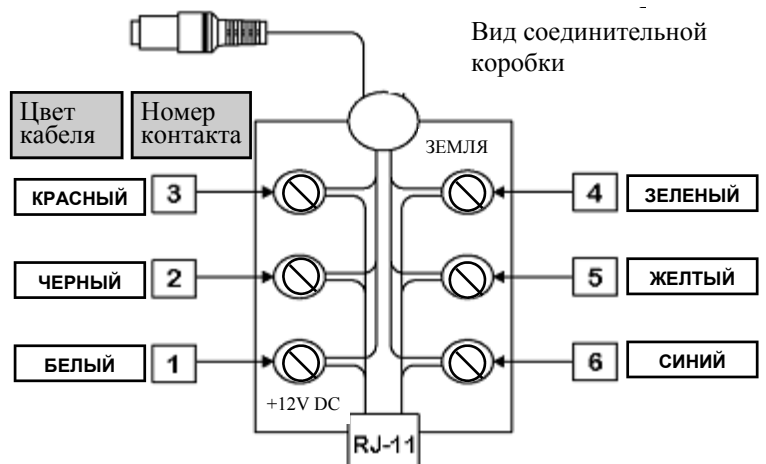 Вид соединительной
коробки
Цвет
кабеля
Номер
контакта
ЗЕМЛЯ
КРАСНЫЙ 3
4 ЗЕЛЕНЫЙ
ЧЕРНЫЙ 2
5 ЖЕЛТЫЙ
БЕЛЫЙ 1
6 СИНИЙ
+12V DC
RJ-11